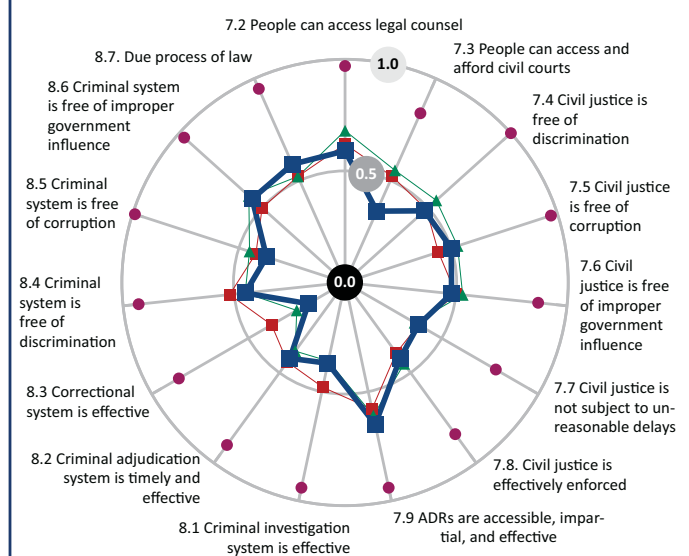 7.2 People can access legal counsel
7.3 People can access and
afford civil courts
7.4 Civil justice is
free of
discrimination
7.5 Civil justice
is free of
corruption
7.6 Civil
justice is free
of improper
government
influence
7.7 Civil justice is
not subject to un-
reasonable delays
7.8. Civil justice is
effectively enforced
7.9 ADRs are accessible, impar-
tial, and effective
8.1 Criminal investigation
system is effective
8.2 Criminal adjudication
system is timely and
effective
8.3 Correctional
system is effective
8.4 Criminal
system is
free of
discrimination
8.5 Criminal
system is free
of corruption
8.6 Criminal system
is free of improper
government
influence
8.7. Due process of law
1.0
0.5
0.0